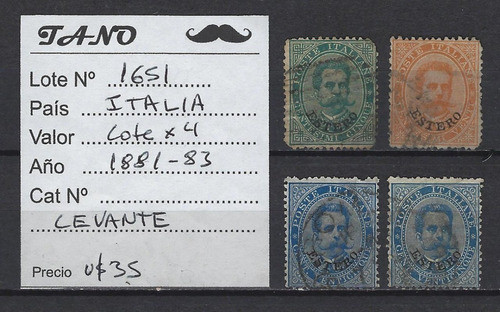 TANO
Lote Nº 1651
País ITALIA
Valor Lote x 4
Año 1881-83
Cat Nº
LEVANTE
Precio U$35
POSTE ITALIANE
ESTERO
POSTE ITALIANE
ESTERO
POSTE ITALIANE
ESTERO
POSTE ITALIANE
ESTERO